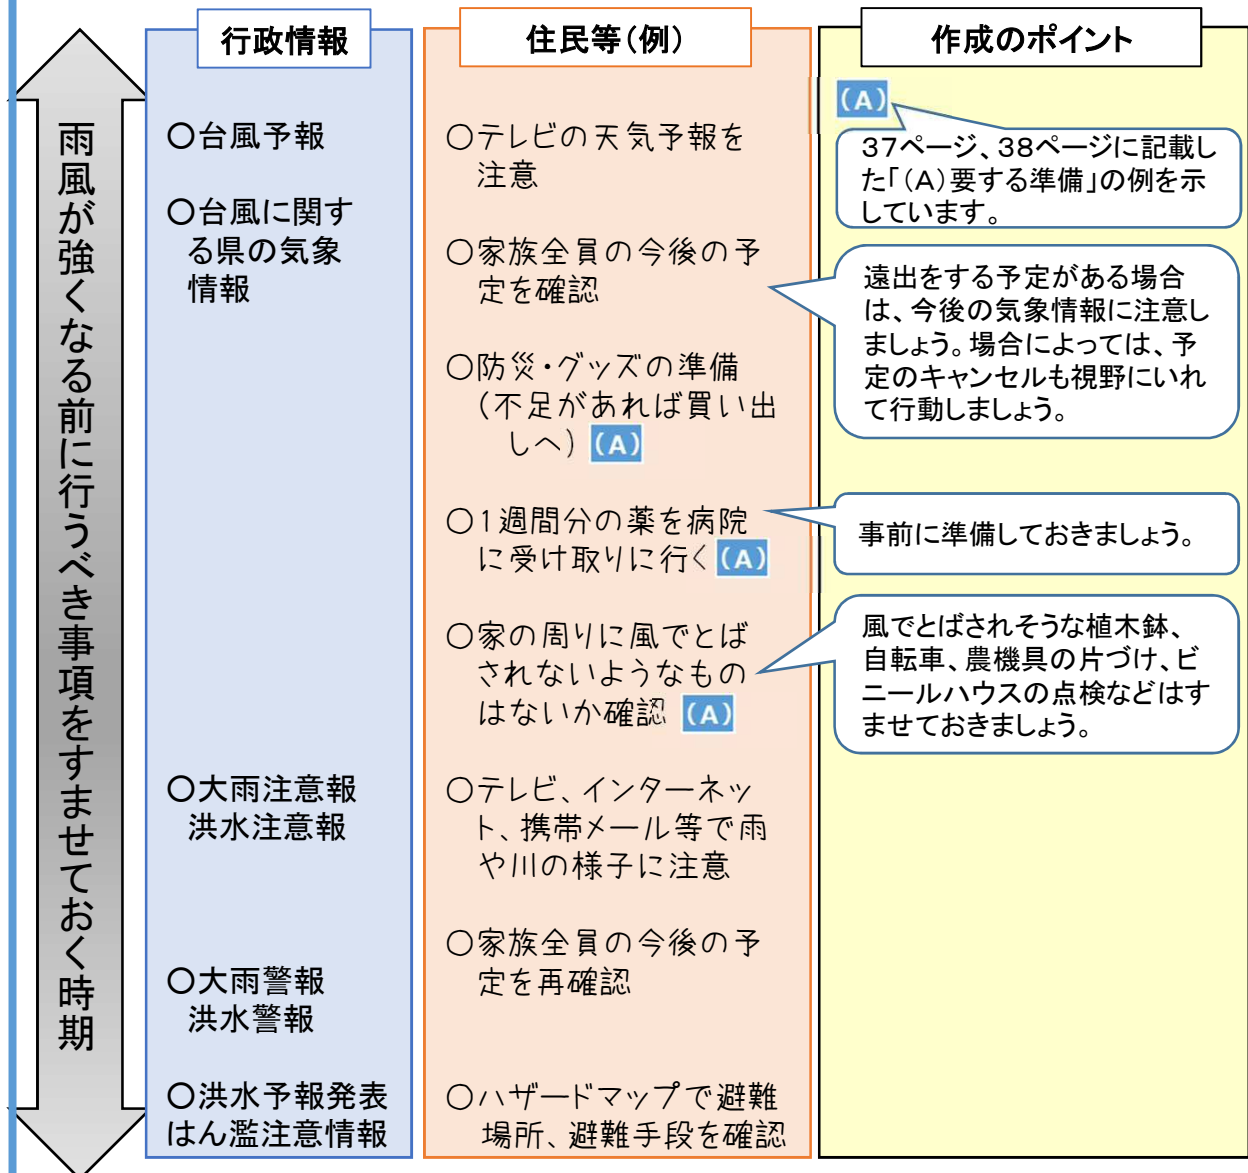 雨風が強くなる前に行うべき事項をすませておく時期
行政情報
〇台風予報
〇台風に関す
る県の気象
情報
〇大雨注意報
洪水注意報
〇大雨警報
洪水警報
〇洪水予報発表
はん濫注意情報
住民等(例)
〇テレビの天気予報を
注意
〇家族全員の今後の予
定を確認
〇防災・グッズの準備
(不足があれば買い出
しへ) (A)
〇1週間分の薬を病院
に受け取りに行く (A)
〇家の周りに風でとば
されないようなもの
はないか確認 (A)
〇テレビ、インターネッ
ト、携帯メール等で雨
や川の様子に注意
〇家族全員の今後の予
定を再確認
〇ハザードマップで避難
場所、避難手段を確認
作成のポイント
(A)
37ページ、38ページに記載し
た「(A)要する準備」の例を示
しています。
遠出をする予定がある場合
は、今後の気象情報に注意し
ましょう。場合によっては、予
定のキャンセルも視野にいれ
て行動しましょう。
事前に準備しておきましょう。
風でとばされそうな植木鉢、
自転車、農機具の片づけ、ビ
ニールハウスの点検などはす
ませておきましょう。